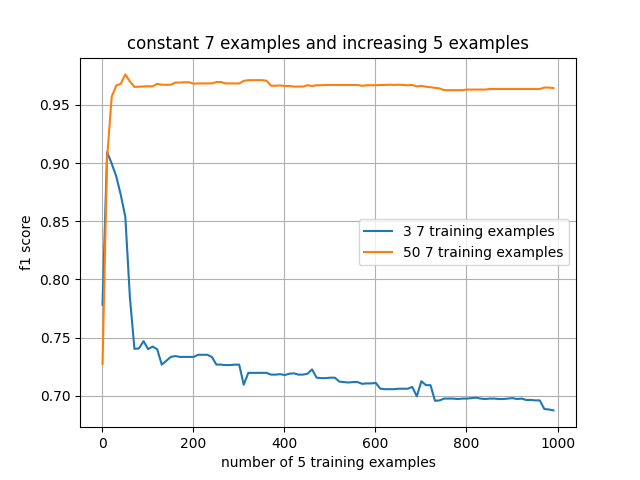 constant 7 examples and increasing 5 examples
f1 score
0.95
0.90
0.85
0.80
0.75
0.70
3 7 training examples
50 7 training examples
0 200 400 600 800 1000
number of 5 training examples